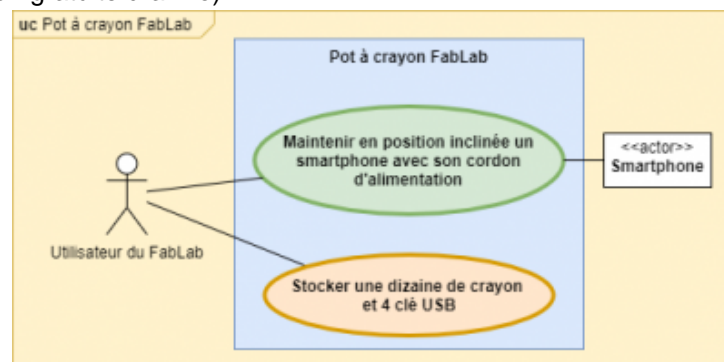 uc Pot à crayon FabLab
Pot à crayon FabLab
Maintenir en position inclinée un
smartphone avec son cordon
d'alimentation
<<actor>>
Smartphone
Utilisateur du FabLab
Stocker une dizaine de crayon
et 4 clé USB